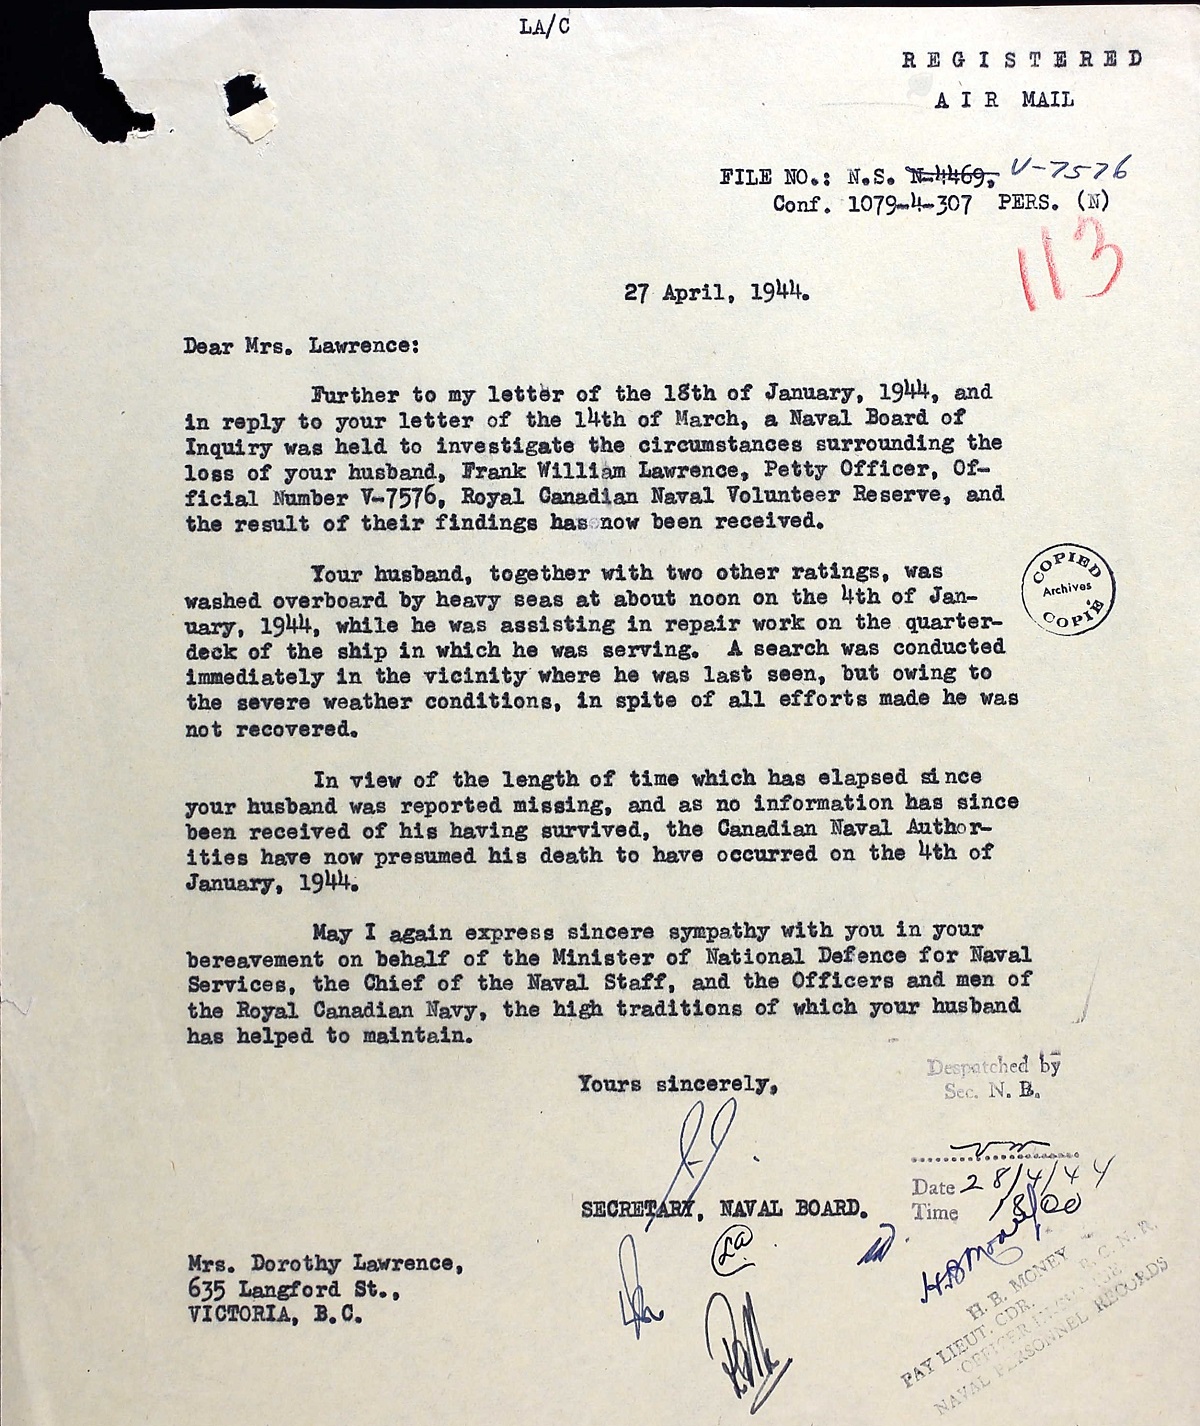 LA/C
REGISTERED
AIR MAIL
FILE NO.: N.S. N-4469, V-7576
Conf. 1079-4-307 PERS. (N)
113
27 April, 1944.
Dear Mrs. Lawrence:
Further to my letter of the 18th of January, 1944, and
in reply to your letter of the 14th of March, a Naval Board of
Inquiry was held to investigate the circumstances surrounding the
loss of your husband, Frank William Lawrence, Petty Officer, Of-
ficial Number V-7576, Royal Canadian Naval Volunteer Reserve, and
the result of their findings has now been received.
Your husband, together with two other ratings, was
washed overboard by heavy seas at about noon on the 4th of Jan-
uary, 1944, while he was assisting in repair work on the quarter-
deck of the ship in which he was serving. A search was conducted
immediately in the vicinity where he was last seen, but owing to
the severe weather conditions, in spite of all efforts made he was
not recovered.
COPIED
Archives
COPIÉ
In view of the length of time which has elapsed since
your husband was reported missing, and as no information has since
been received of his having survived, the Canadian Naval Author-
ities have now presumed his death to have occurred on the 4th of
January, 1944.
May I again express sincere sympathy with you in your
bereavement on behalf of the Minister of National Defence for Naval
Services, the Chief of the Naval Staff, and the Officers and men of
the Royal Canadian Navy, the high traditions of which your husband
has helped to maintain.
Yours sincerely,
Despatched by
Sec. N. B.
Date 28/4/44
Time 1800
SECRETARY, NAVAL BOARD.
Mrs. Dorothy Lawrence,
635 Langford St.,
VICTORIA, B.C.
H.B. Money
H. B. MONEY
PAY LIEUT. CDR. R. C. N. R.
OFFICER IN CHARGE
NAVAL PERSONNEL RECORDS